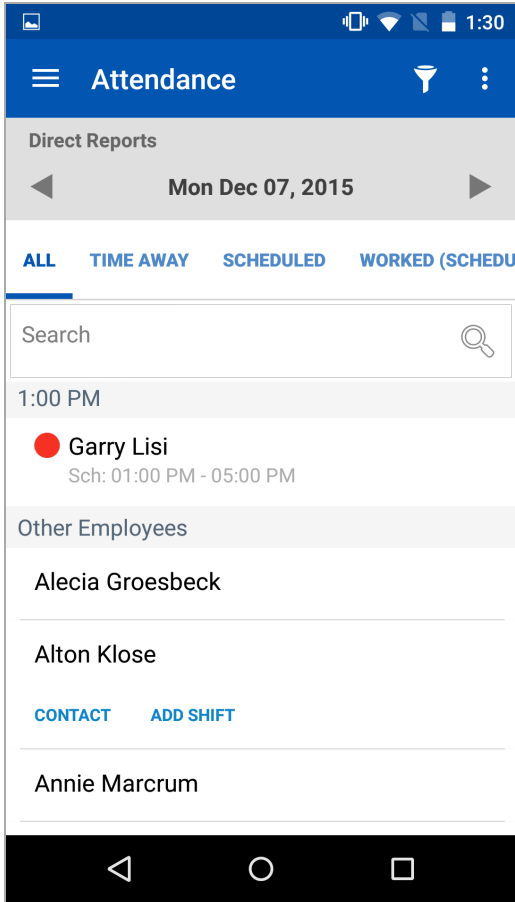 1:30
Attendance
Direct Reports
Mon Dec 07, 2015
ALL TIME AWAY SCHEDULED WORKED (SCHEDU
Search
1:00 PM
Garry Lisi
Sch: 01:00 PM - 05:00 PM
Other Employees
Alecia Groesbeck
Alton Klose
CONTACT ADD SHIFT
Annie Marcrum